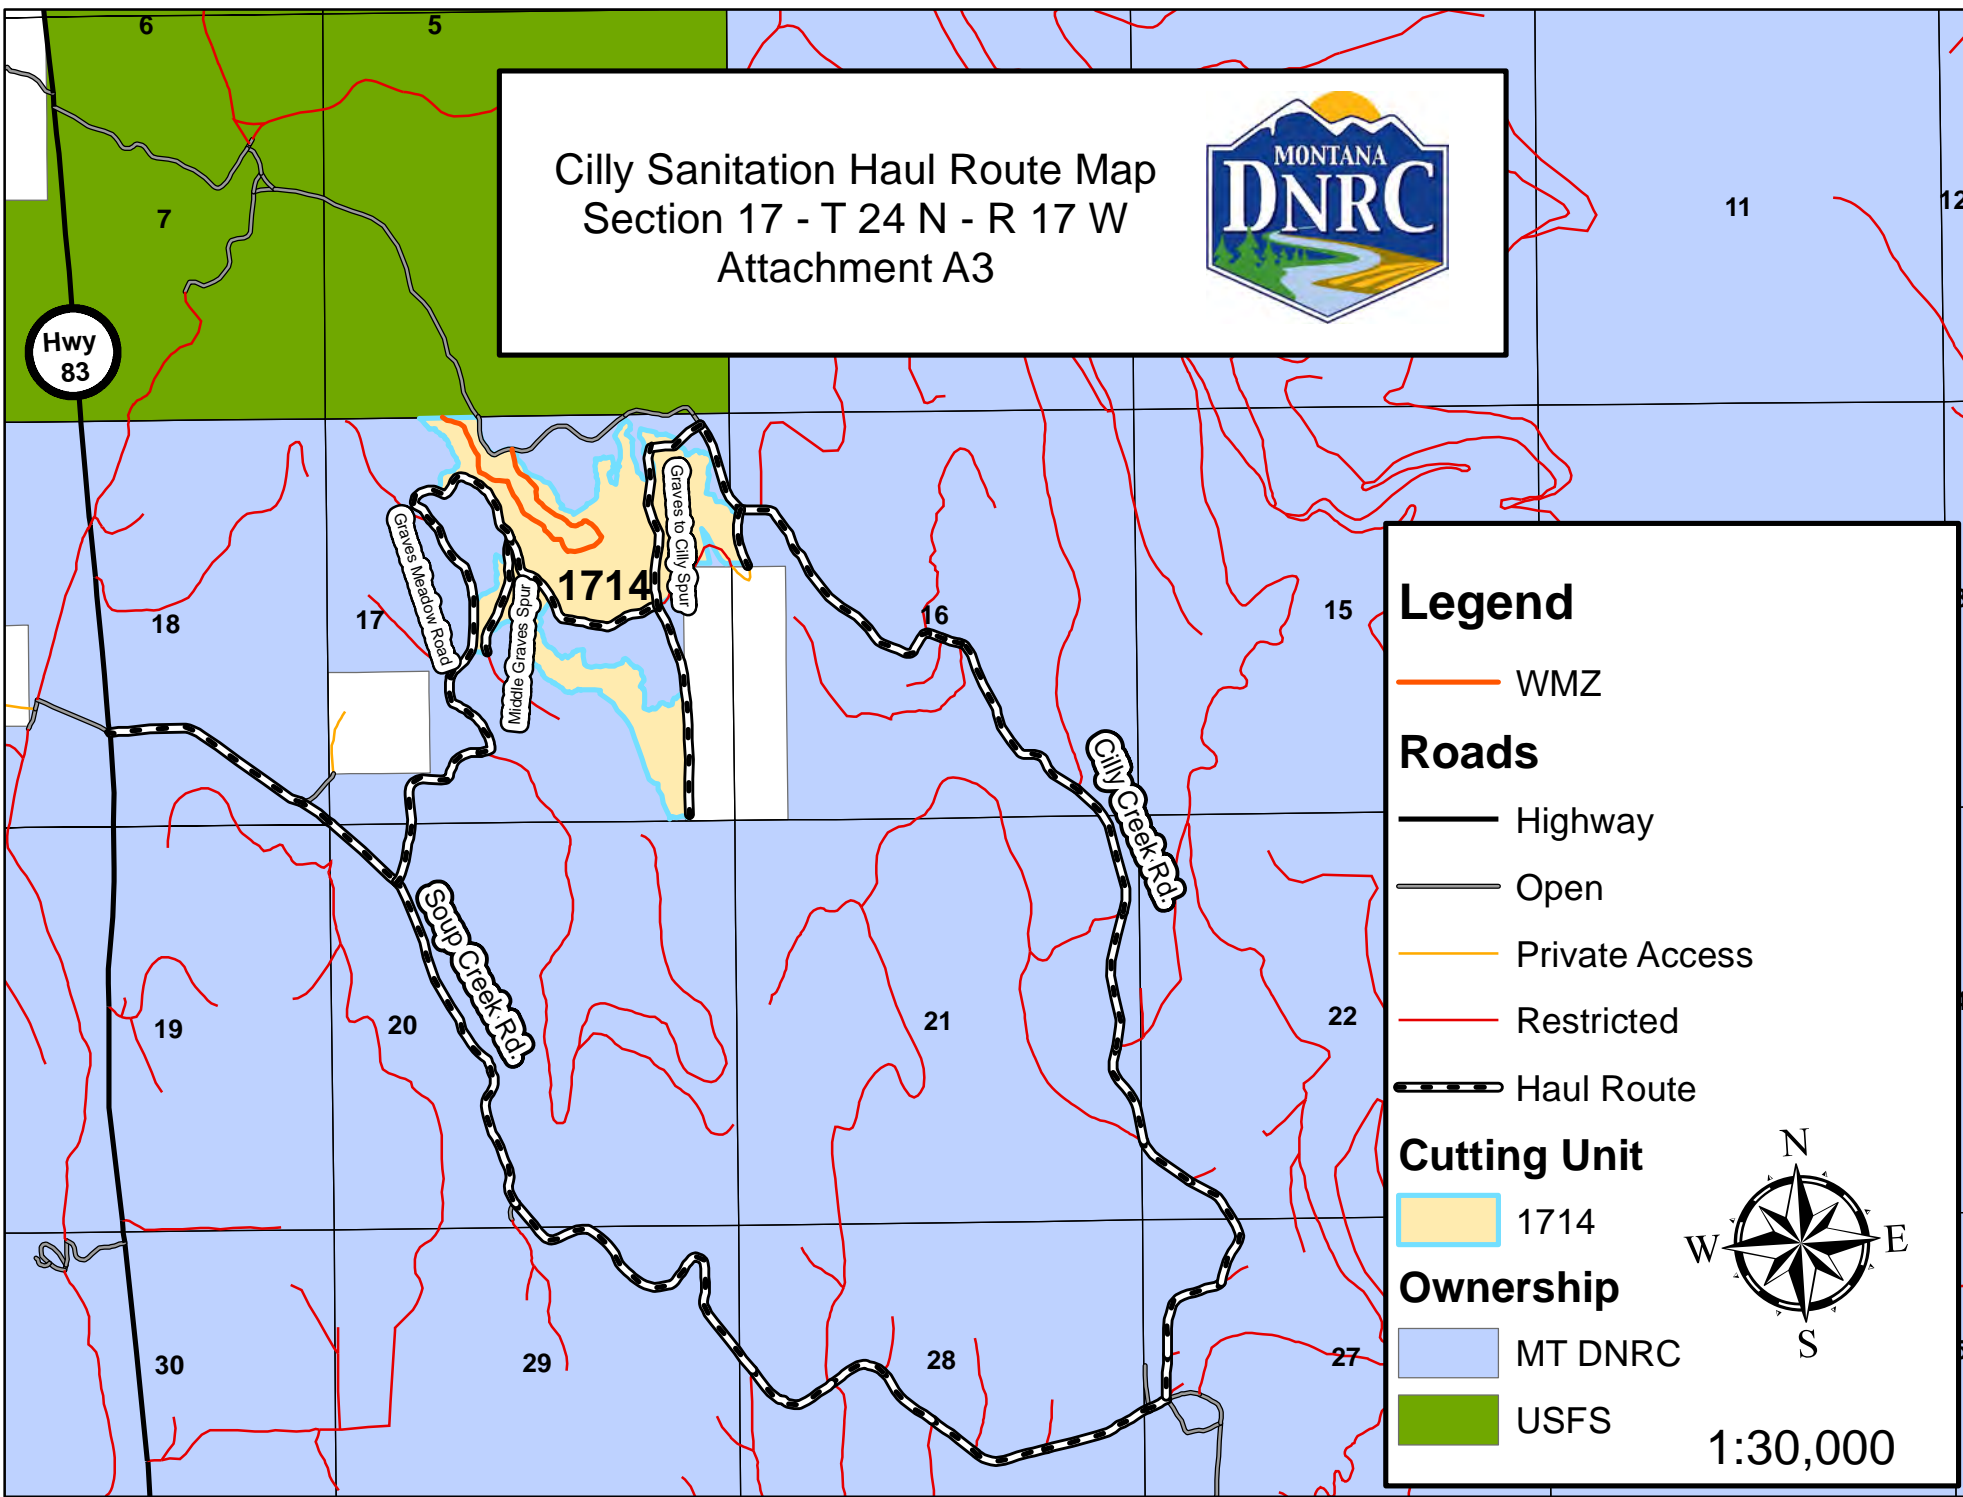 6
5
Cilly Sanitation Haul Route Map
Section 17 - T 24 N - R 17 W
Attachment A3
MONTANA
DNRC
7
11
12
Hwy
83
Graves Meadow Road
Middle Graves Spur
Graves to Cilly Spur
1714
18
17
16
15
Cilly Creek Rd.
Soup Creek Rd.
19
20
21
22
30
29
28
27
Legend
WMZ
Roads
Highway
Open
Private Access
Restricted
Haul Route
Cutting Unit
1714
Ownership
MT DNRC
USFS
N
W
E
S
1:30,000